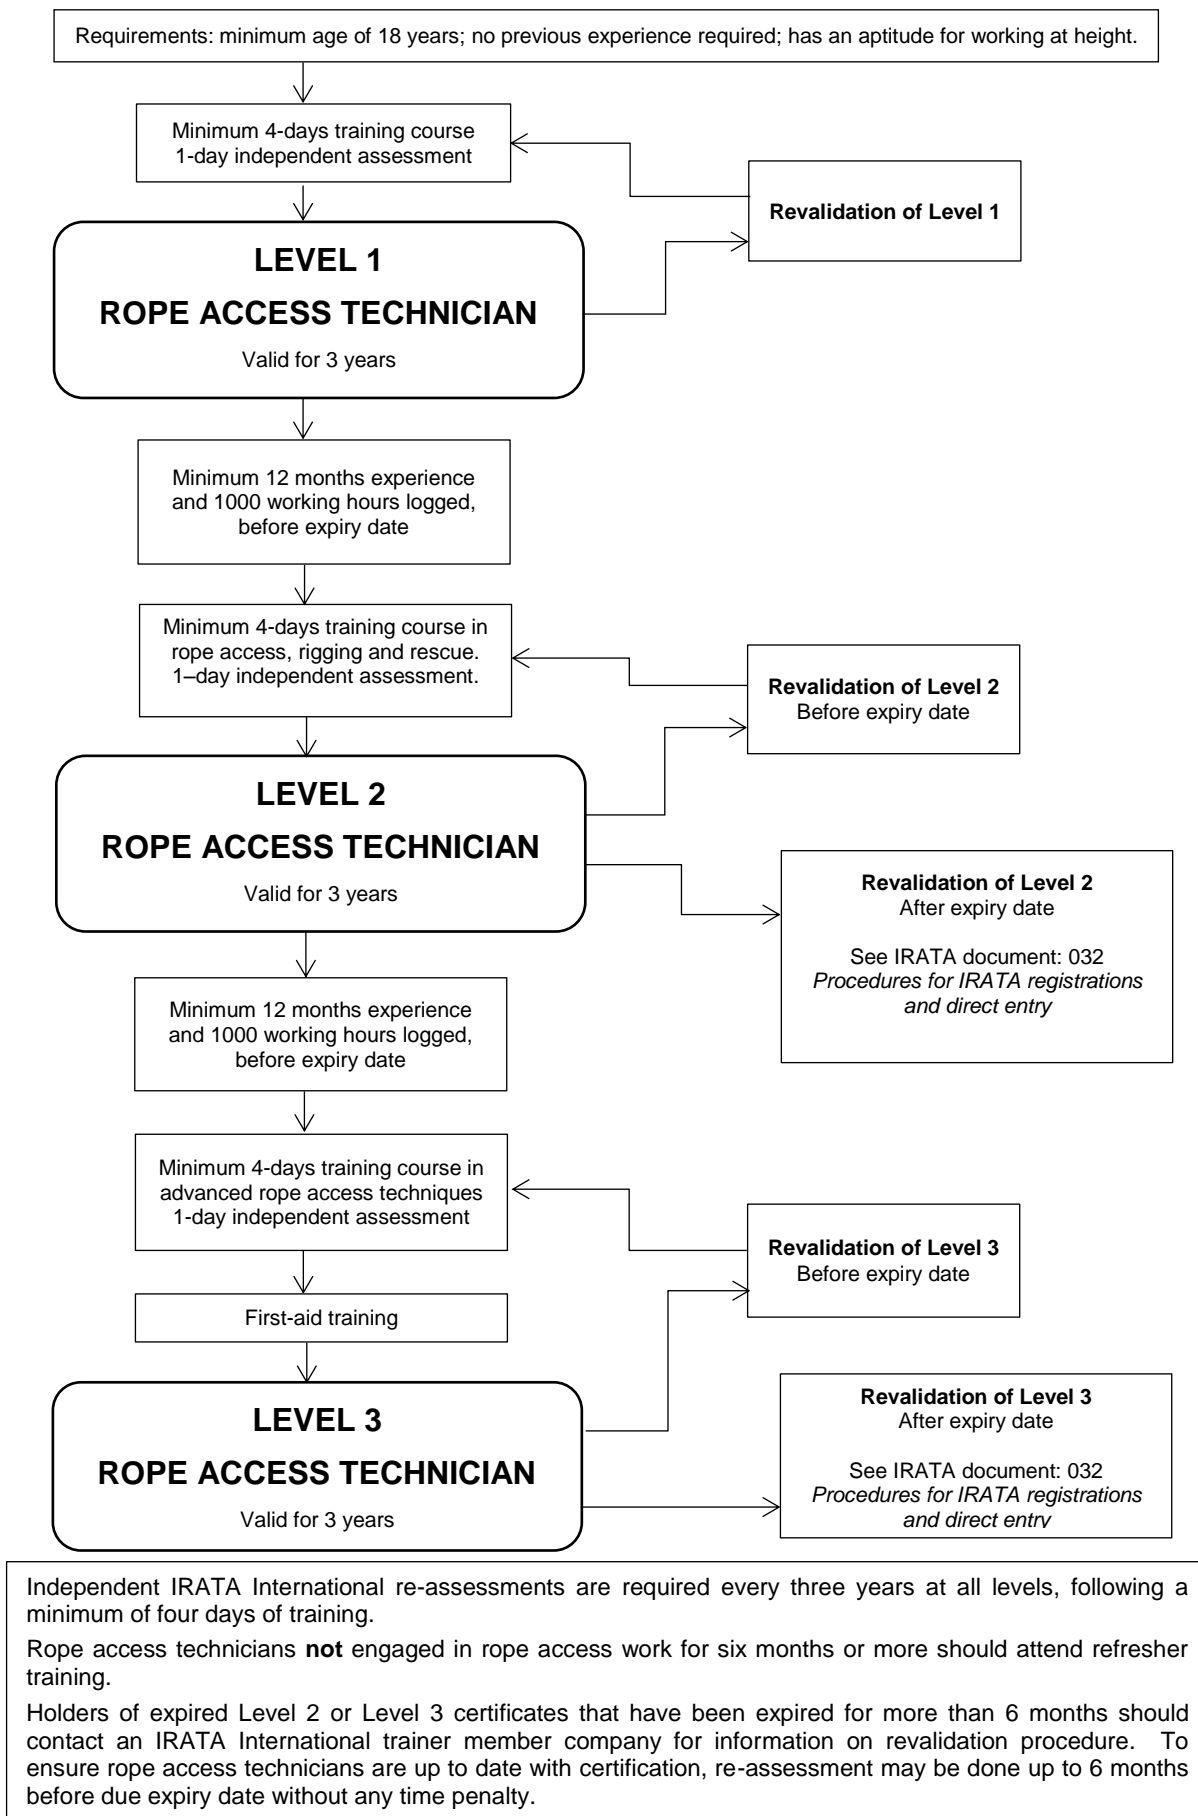 Requirements: minimum age of 18 years; no previous experience required; has an aptitude for working at height.
Minimum 4-days training course
1-day independent assessment
Revalidation of Level 1
LEVEL 1
ROPE ACCESS TECHNICIAN
Valid for 3 years
Minimum 12 months experience
and 1000 working hours logged,
before expiry date
Minimum 4-days training course in
rope access, rigging and rescue.
1–day independent assessment.
Revalidation of Level 2
Before expiry date
LEVEL 2
ROPE ACCESS TECHNICIAN
Valid for 3 years
Revalidation of Level 2
After expiry date
See IRATA document: 032
Procedures for IRATA registrations
and direct entry
Minimum 12 months experience
and 1000 working hours logged,
before expiry date
Minimum 4-days training course in
advanced rope access techniques
1-day independent assessment
Revalidation of Level 3
Before expiry date
First-aid training
LEVEL 3
ROPE ACCESS TECHNICIAN
Valid for 3 years
Revalidation of Level 3
After expiry date
See IRATA document: 032
Procedures for IRATA registrations
and direct entry
Independent IRATA International re-assessments are required every three years at all levels, following a
minimum of four days of training.
Rope access technicians not engaged in rope access work for six months or more should attend refresher
training.
Holders of expired Level 2 or Level 3 certificates that have been expired for more than 6 months should
contact an IRATA International trainer member company for information on revalidation procedure. To
ensure rope access technicians are up to date with certification, re-assessment may be done up to 6 months
before due expiry date without any time penalty.